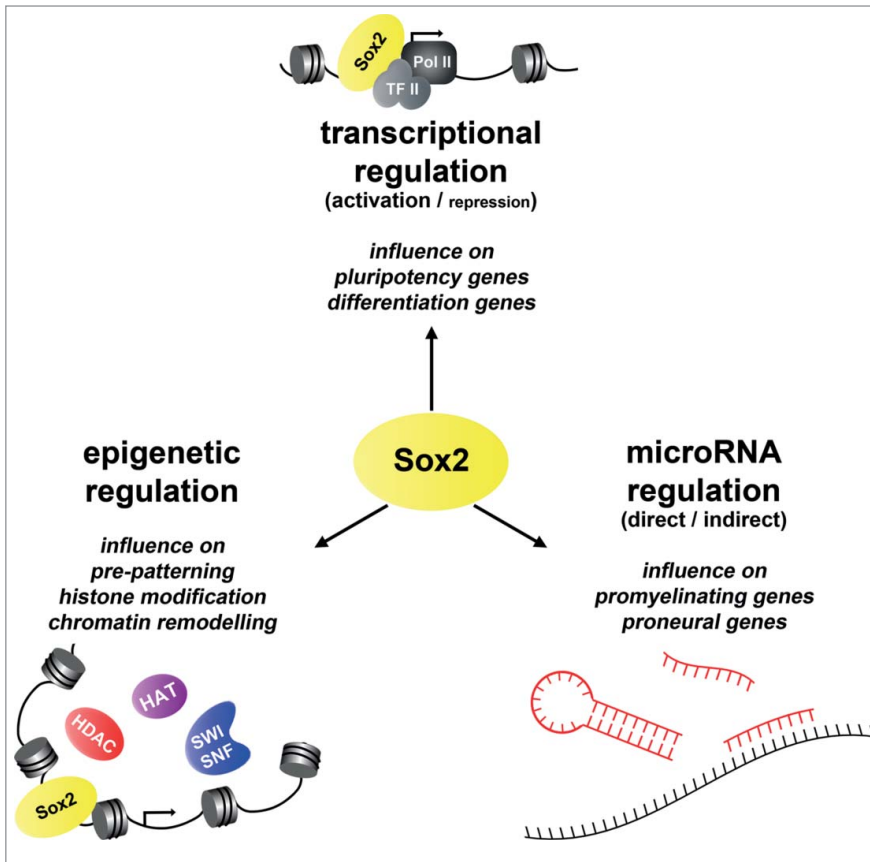 Sox2
Pol II
TF II
transcriptional
regulation
(activation / repression)
influence on
pluripotency genes
differentiation genes
Sox2
epigenetic
regulation
influence on
pre-patterning
histone modification
chromatin remodelling
HAT
HDAC
SWI
SNF
Sox2
microRNA
regulation
(direct / indirect)
influence on
promyelinating genes
proneural genes